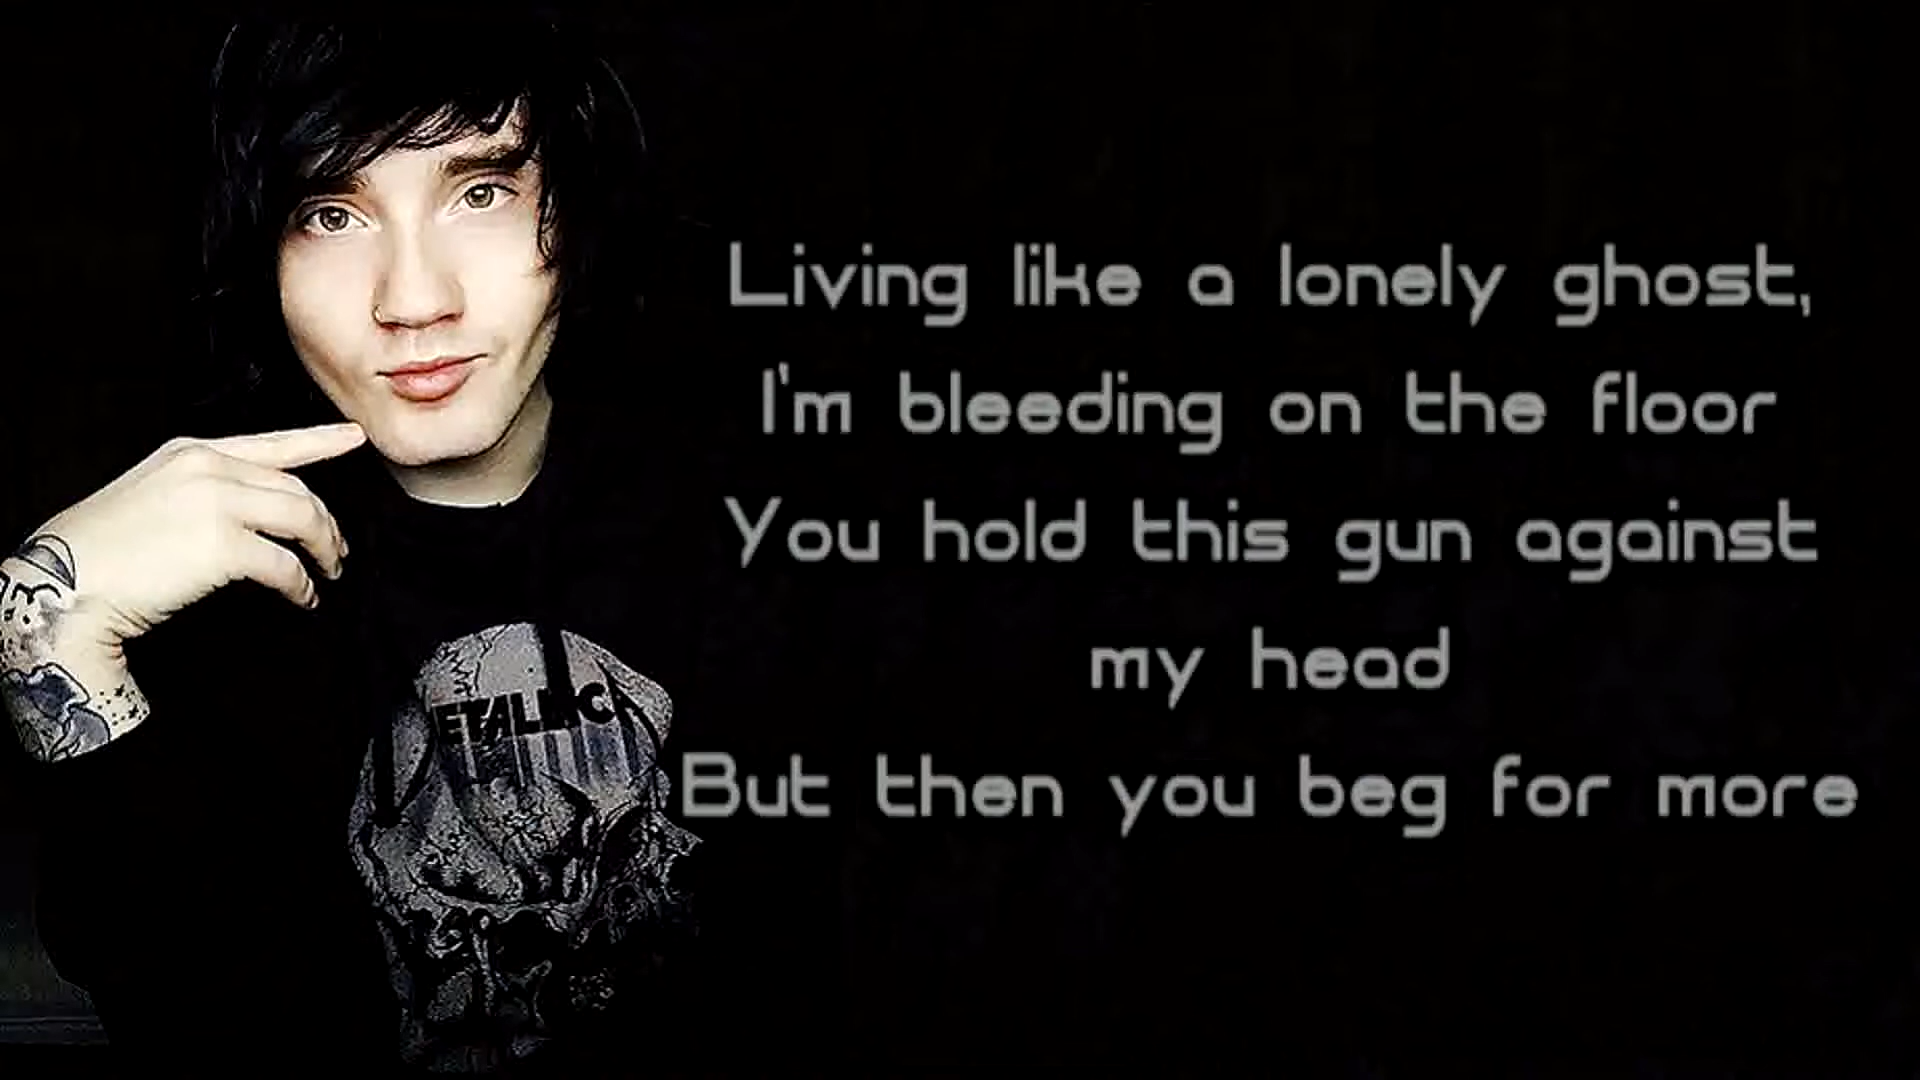 Living like a lonely ghost,
I'm bleeding on the floor
You hold this gun against
my head
But then you beg for more
METALLICA